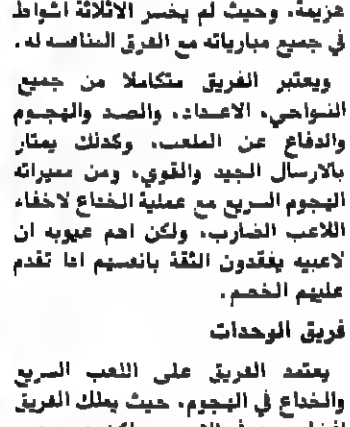 هزيمة، وحيث لم يخسر الاثلاثة اشواط
في جميع مبارياته مع الفرق المنافسه له.
ويعتبر الفريق متكاملا من جميع
النواحي، الاعداد، والصد والهجوم
والدفاع عن الملعب، وكذلك يمتاز
بالارسال الجيد والقوي، ومن مميزاته
الهجوم السريع مع عملية الخداع لاخفاء
اللاعب الضارب، ولكن اهم عيوبه ان
لاعبيه يفقدون الثقة بانفسهم اذا تقدم
عليهم الخصم.
فريق الوحدات
يعتمد الفريق على اللعب السريع
والخداع في الهجوم، حيث يملك الفريق